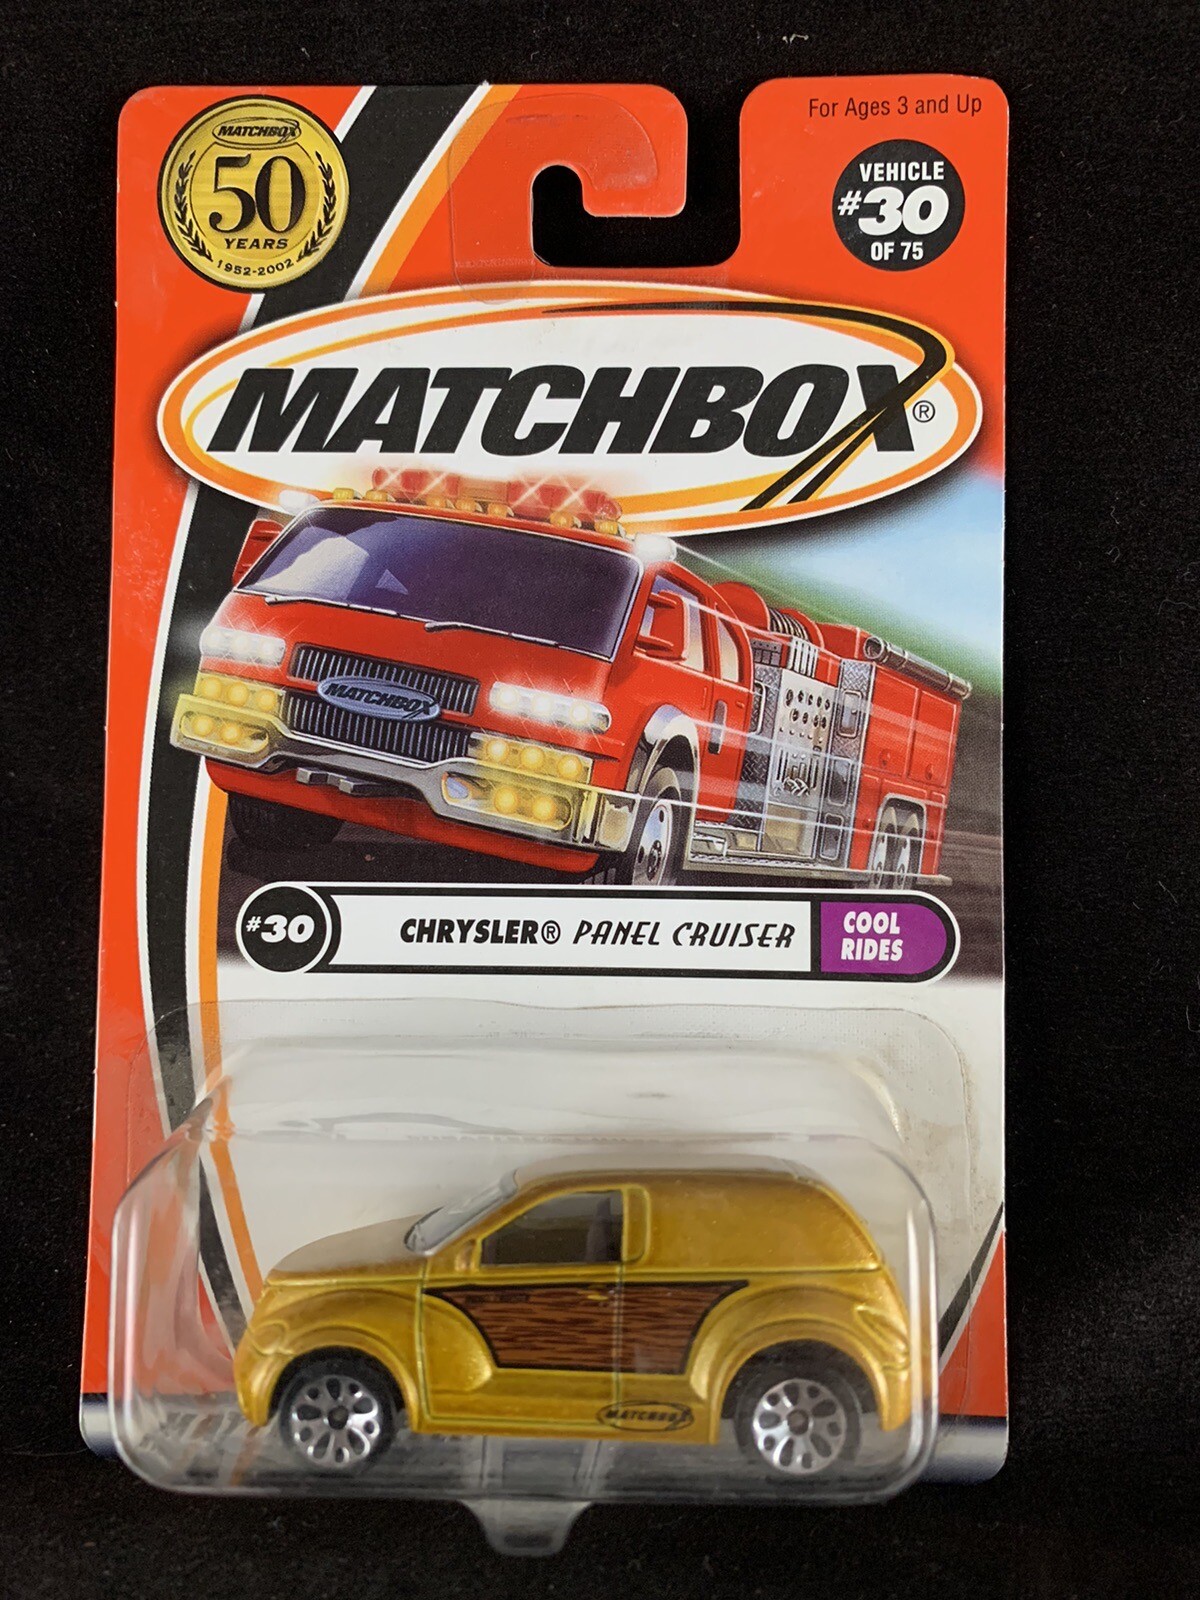 MATCHBOX
50
YEARS
1952-2002
For Ages 3 and Up
VEHICLE
#30
OF 75
MATCHBOX®
MATCHBOX
#30
CHRYSLER® PANEL CRUISER
COOL
RIDES
MATCHBOX